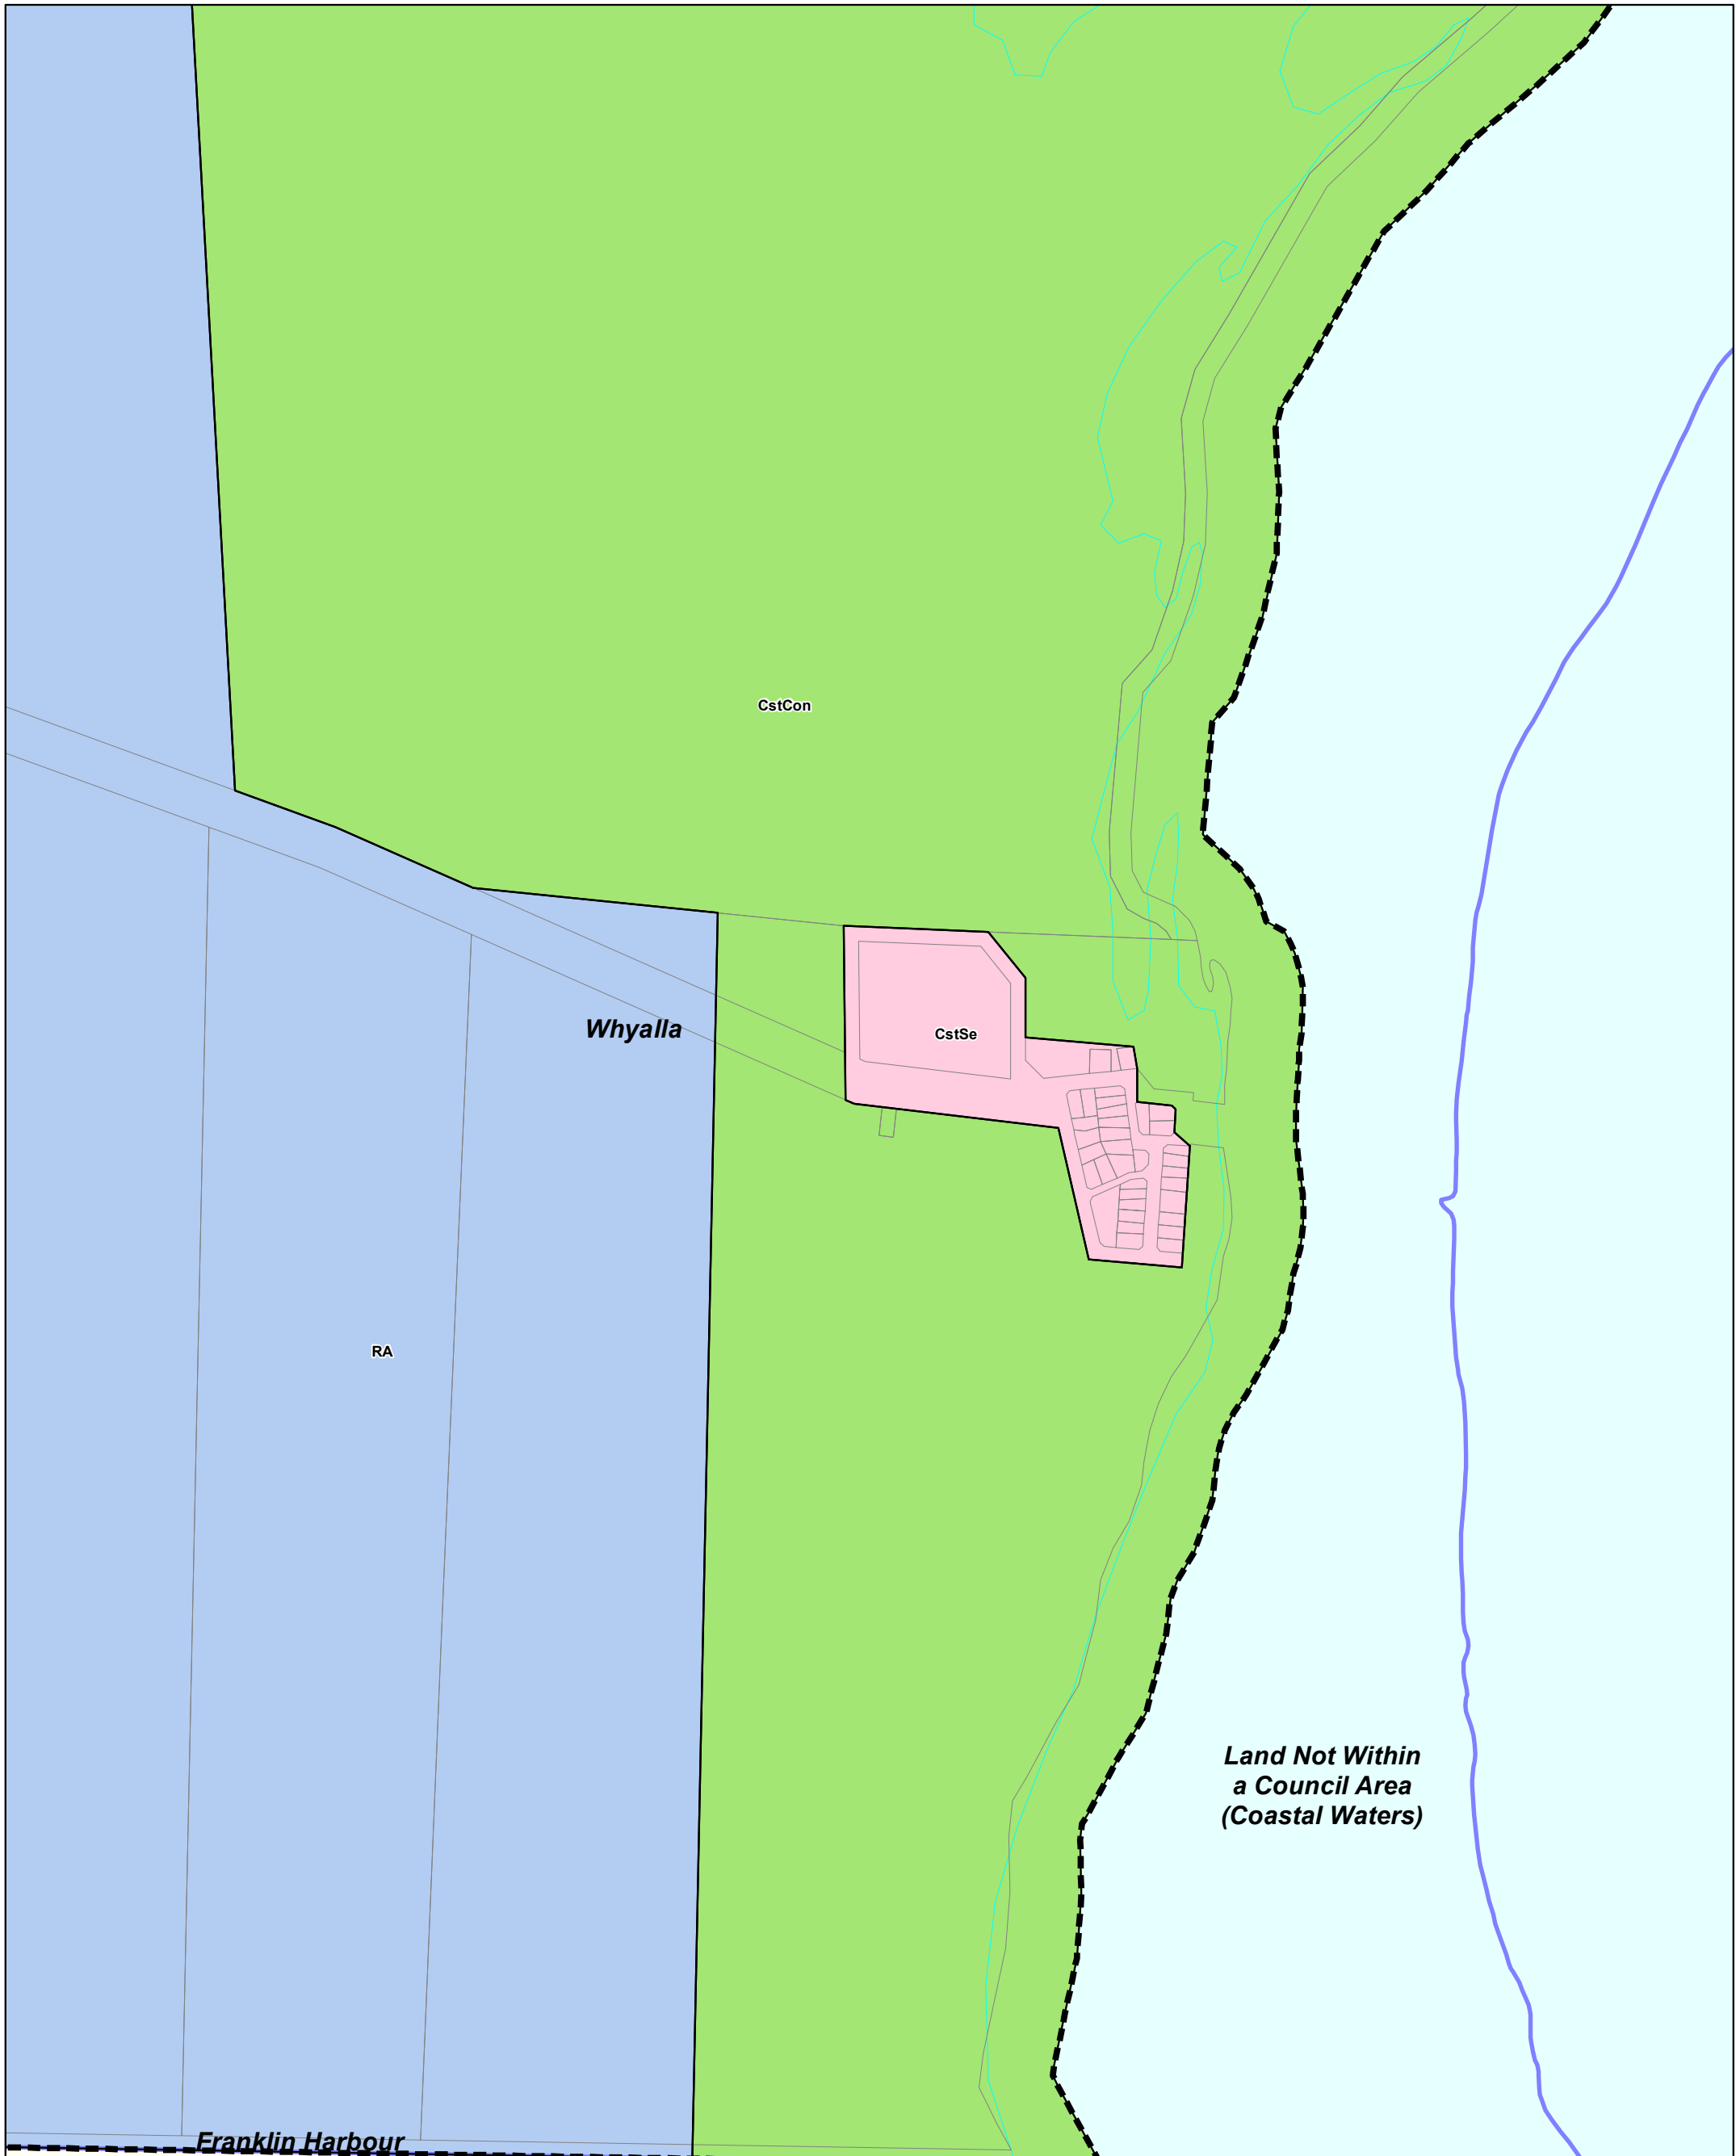 CstCon
Whyalla
CstSe
RA
Land Not Within
a Council Area
(Coastal Waters)
Franklin Harbour